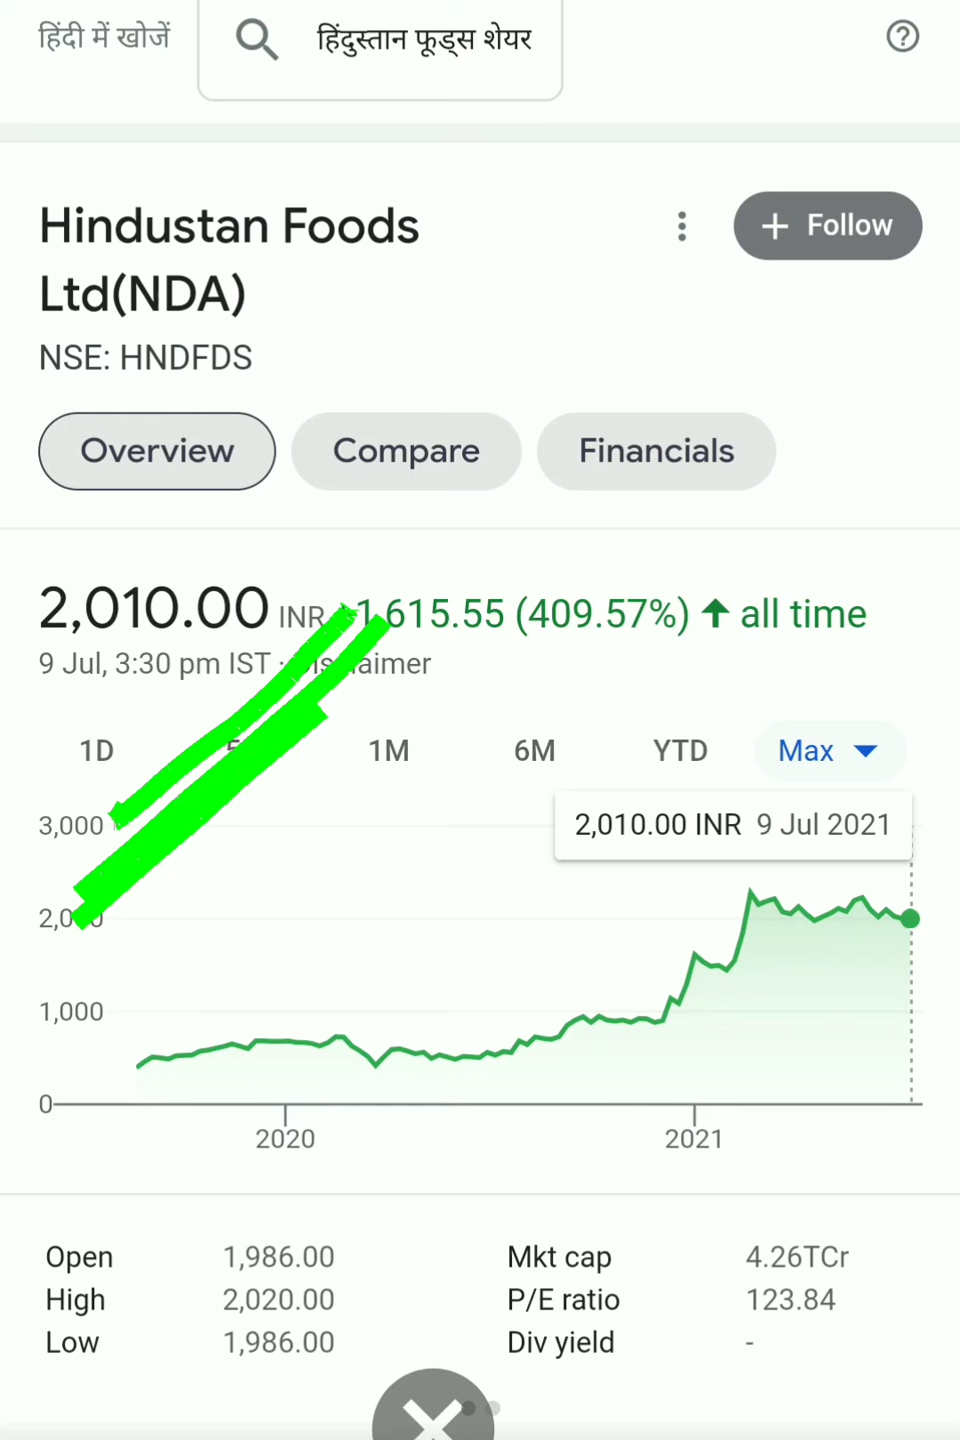 हिंदी में खोजें
हिंदुस्तान फूड्स शेयर
Hindustan Foods
Ltd(NDA)
+ Follow
NSE: HNDFDS
Overview
Compare
Financials
2,010.00 INR 1,615.55 (409.57%) ↑ all time
9 Jul, 3:30 pm IST ·
1D
1M
6M
YTD
Max
2,010.00 INR 9 Jul 2021
3,000
1,000
0
2020
2021
Open 1,986.00
High 2,020.00
Low 1,986.00
Mkt cap 4.26TCr
P/E ratio 123.84
Div yield -